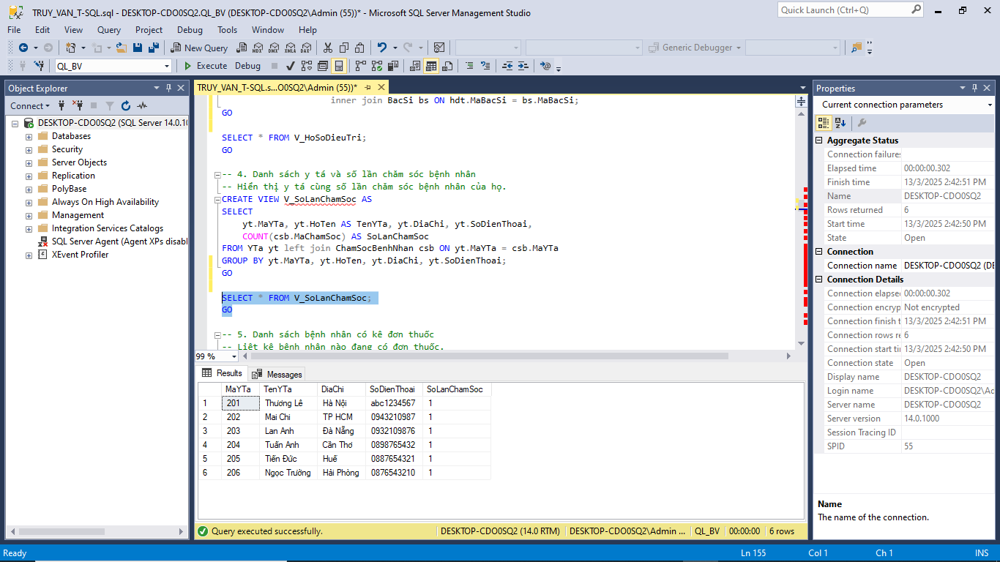 TRUY_VAN_T-SQL.sql - DESKTOP-CDO0SQ2.QL_BV (DESKTOP-CDO0SQ2\Admin (55))* - Microsoft SQL Server Management Studio
Quick Launch (Ctrl+Q)
File Edit View Query Project Debug Tools Window Help
New Query
MDX DMX XMLA DAX
Generic Debugger
QL_BV
Execute Debug
Object Explorer
Connect
DESKTOP-CDO0SQ2 (SQL Server 14.0.10
Databases
Security
Server Objects
Replication
PolyBase
Always On High Availability
Management
Integration Services Catalogs
SQL Server Agent (Agent XPs disabl
XEvent Profiler
TRUY_VAN_T-SQL.s...O0SQ2\Admin (55))*
inner join BacSi bs ON hdt.MaBacSi = bs.MaBacSi;
GO
SELECT * FROM V_HoSoDieuTri;
GO
-- 4. Danh sách y tá và số lần chăm sóc bệnh nhân
-- Hiển thị y tá cùng số lần chăm sóc bệnh nhân của họ.
CREATE VIEW V_SoLanChamSoc AS
SELECT
yt.MaYTa, yt.HoTen AS TenYTa, yt.DiaChi, yt.SoDienThoai,
COUNT(csb.MaChamSoc) AS SoLanChamSoc
FROM YTa yt left join ChamSocBenhNhan csb ON yt.MaYTa = csb.MaYTa
GROUP BY yt.MaYTa, yt.HoTen, yt.DiaChi, yt.SoDienThoai;
GO
SELECT * FROM V_SoLanChamSoc;
GO
-- 5. Danh sách bệnh nhân có kê đơn thuốc
-- Liệt kê bệnh nhân nào đang có đơn thuốc.
99 %
Results Messages
MaYTa TenYTa DiaChi SoDienThoai SoLanChamSoc
1 201 Thương Lê Hà Nội abc1234567 1
2 202 Mai Chi TP HCM 0943210987 1
3 203 Lan Anh Đà Nẵng 0932109876 1
4 204 Tuấn Anh Cần Thơ 0898765432 1
5 205 Tiến Đức Huế 0887654321 1
6 206 Ngọc Trường Hải Phòng 0876543210 1
Query executed successfully. DESKTOP-CDO0SQ2 (14.0 RTM) DESKTOP-CDO0SQ2\Admin ... QL_BV 00:00:00 6 rows
Properties
Current connection parameters
Aggregate Status
Connection failures
Elapsed time 00:00:00.302
Finish time 13/3/2025 2:42:51 PM
Name DESKTOP-CDO0SQ2
Rows returned 6
Start time 13/3/2025 2:42:50 PM
State Open
Connection
Connection name DESKTOP-CDO0SQ2 (DE
Connection Details
Connection elapse 00:00:00.302
Connection encryp Not encrypted
Connection finish t 13/3/2025 2:42:51 PM
Connection rows re 6
Connection start tir 13/3/2025 2:42:50 PM
Connection state Open
Display name DESKTOP-CDO0SQ2
Login name DESKTOP-CDO0SQ2\Ad
Server name DESKTOP-CDO0SQ2
Server version 14.0.1000
Session Tracing ID
SPID 55
Name
The name of the connection.
Ready Ln 155 Col 1 Ch 1 INS